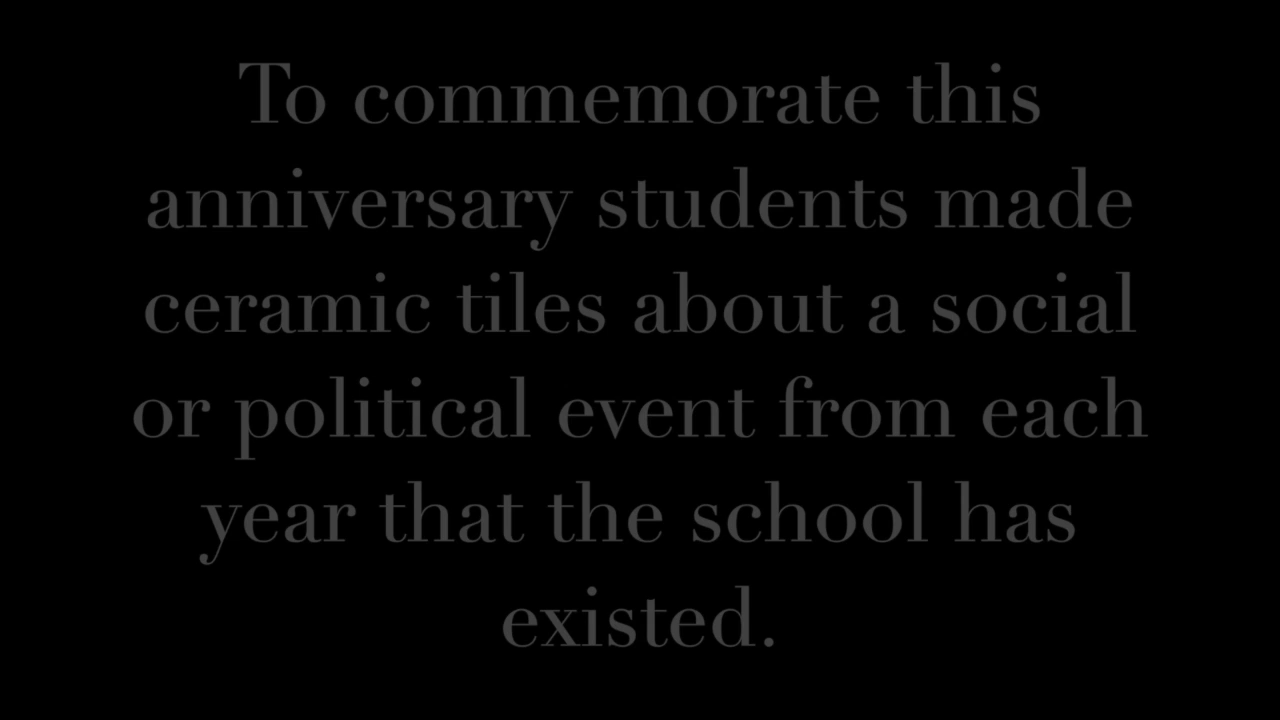 To commemorate this
anniversary students made
ceramic tiles about a social
or political event from each
year that the school has
existed.